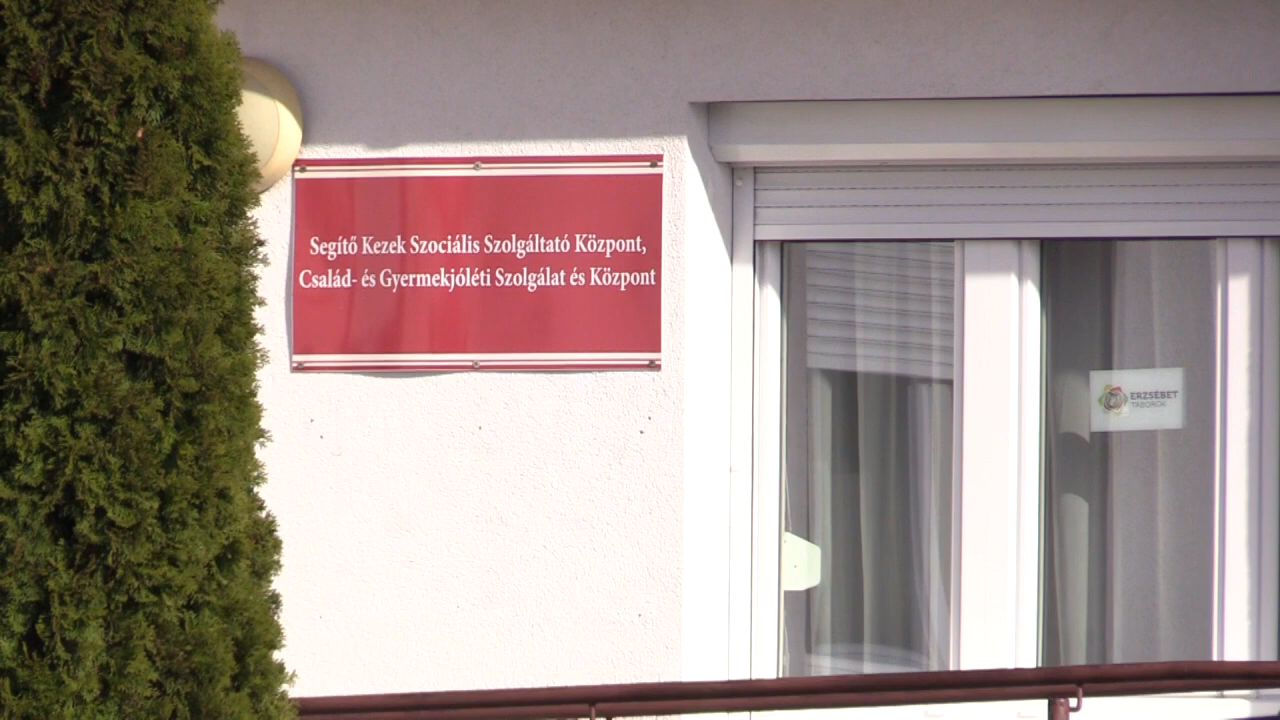 Segítő Kezek Szociális Szolgáltató Központ,
Család- és Gyermekjóléti Szolgálat és Központ
ERZSÉBET
TÁBOROK